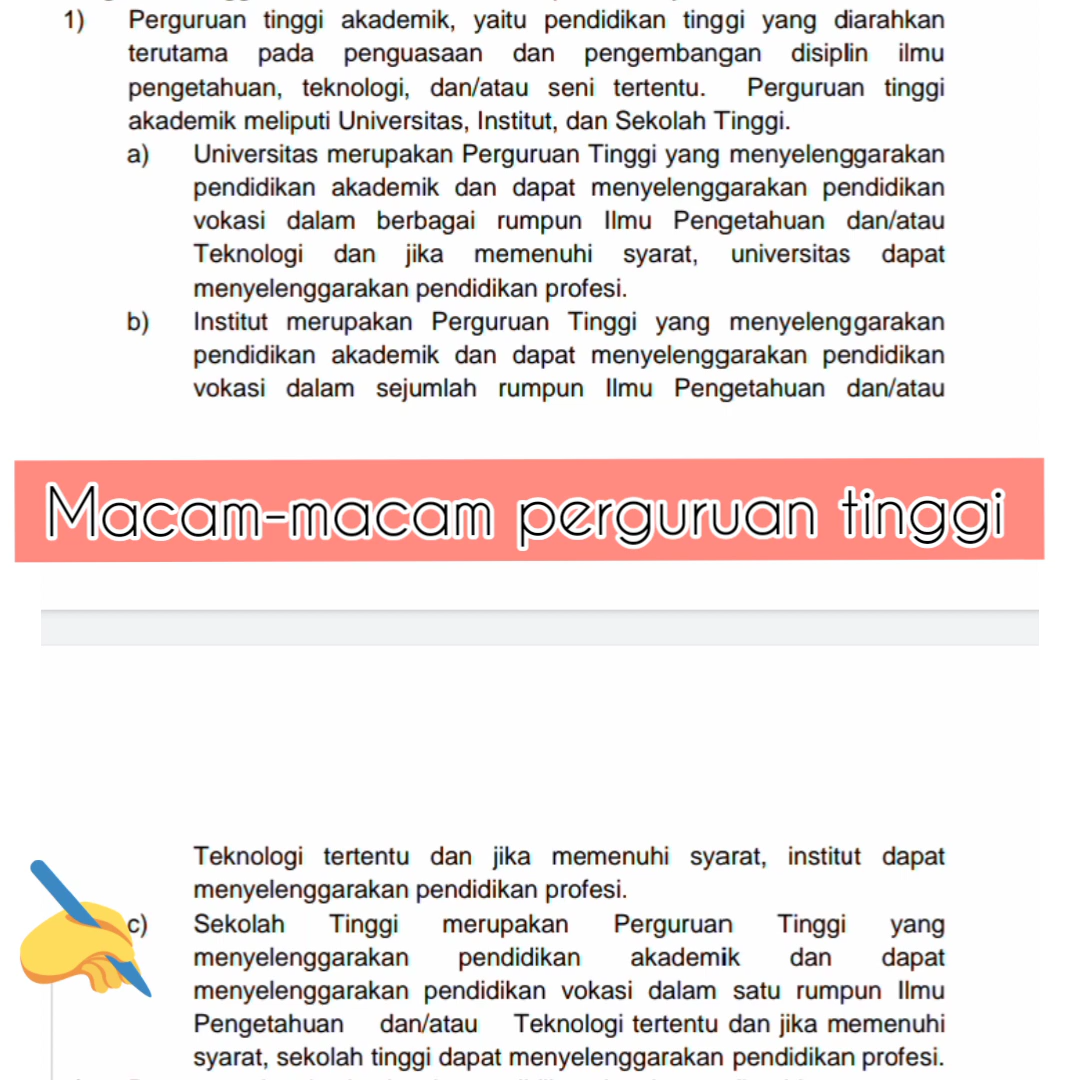 1) Perguruan tinggi akademik, yaitu pendidikan tinggi yang diarahkan
terutama pada penguasaan dan pengembangan disiplin ilmu
pengetahuan, teknologi, dan/atau seni tertentu. Perguruan tinggi
akademik meliputi Universitas, Institut, dan Sekolah Tinggi.
a) Universitas merupakan Perguruan Tinggi yang menyelenggarakan
pendidikan akademik dan dapat menyelenggarakan pendidikan
vokasi dalam berbagai rumpun Ilmu Pengetahuan dan/atau
Teknologi dan jika memenuhi syarat, universitas dapat
menyelenggarakan pendidikan profesi.
b) Institut merupakan Perguruan Tinggi yang menyelenggarakan
pendidikan akademik dan dapat menyelenggarakan pendidikan
vokasi dalam sejumlah rumpun Ilmu Pengetahuan dan/atau
Macam-macam perguruan tinggi
Teknologi tertentu dan jika memenuhi syarat, institut dapat
menyelenggarakan pendidikan profesi.
c) Sekolah Tinggi merupakan Perguruan Tinggi yang
menyelenggarakan pendidikan akademik dan dapat
menyelenggarakan pendidikan vokasi dalam satu rumpun Ilmu
Pengetahuan dan/atau Teknologi tertentu dan jika memenuhi
syarat, sekolah tinggi dapat menyelenggarakan pendidikan profesi.